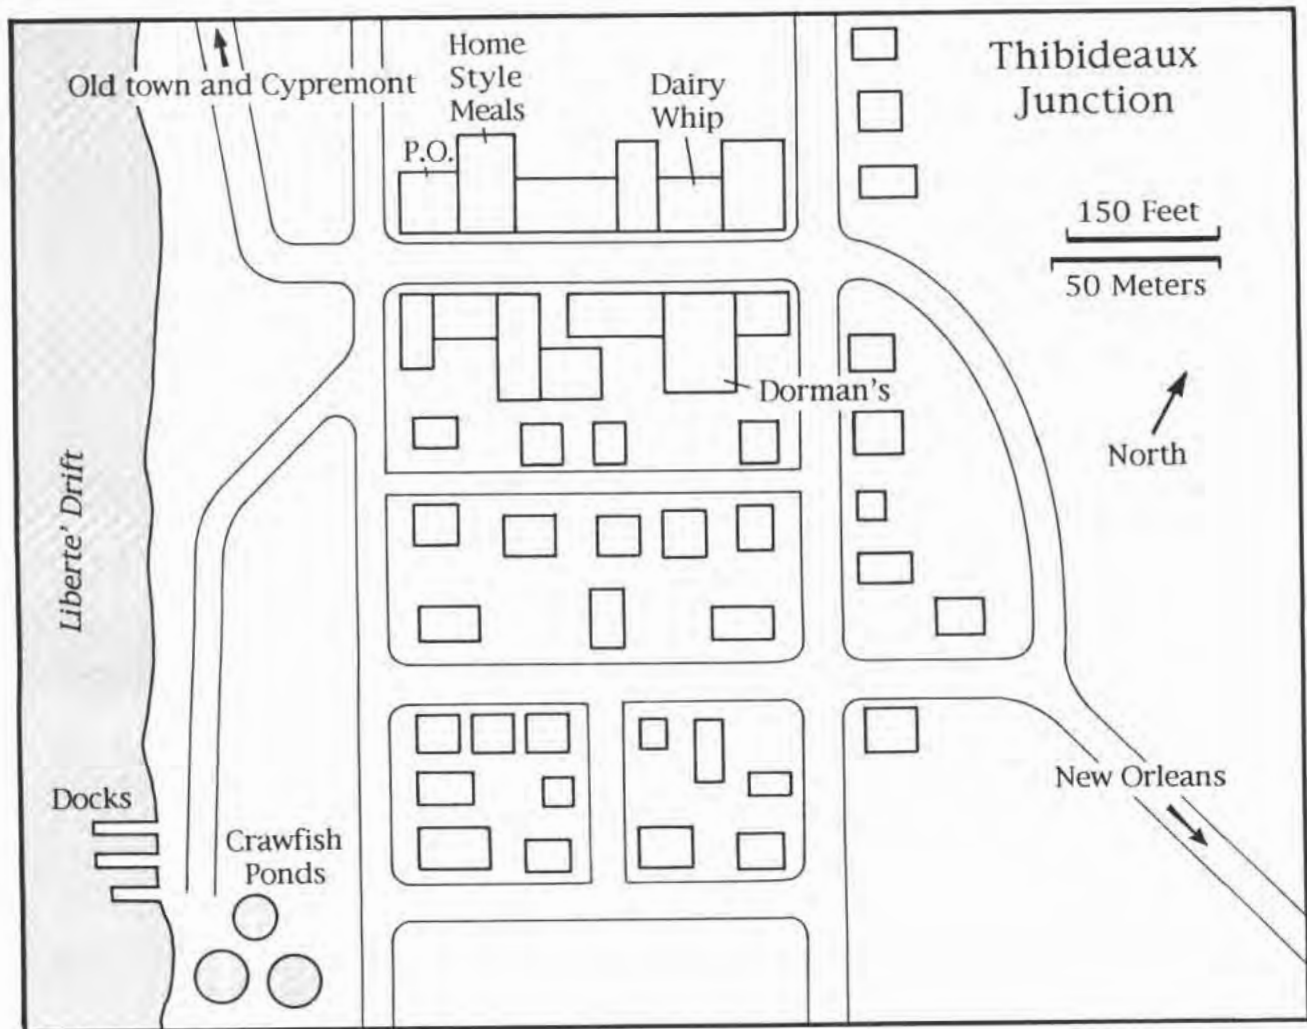 Thibideaux
Junction
Home
Style
Meals
Old town and Cypremont
Dairy
Whip
P.O.
150 Feet
50 Meters
Dorman's
North
Liberte' Drift
New Orleans
Docks
Crawfish
Ponds